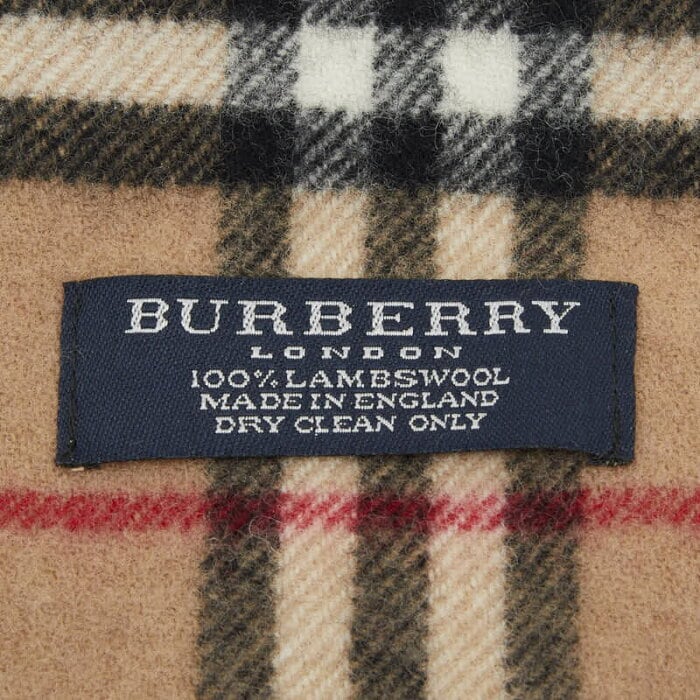 BURBERRY
LONDON
100% LAMBSWOOL
MADE IN ENGLAND
DRY CLEAN ONLY